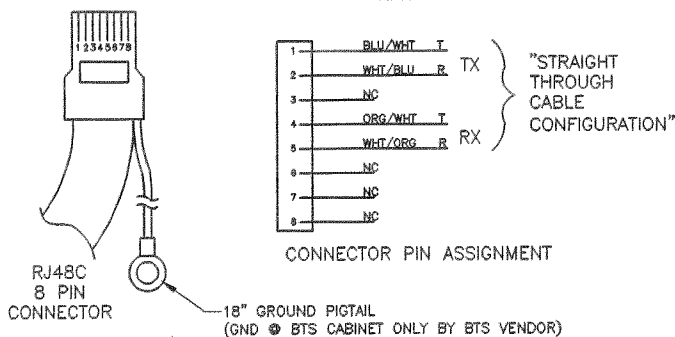 12345678
1 BLU/WHT T
2 WHT/BLU R
TX
3 NC
4 ORG/WHT T
5 WHT/ORG R
RX
6 NC
7 NC
8 NC
"STRAIGHT
THROUGH
CABLE
CONFIGURATION"
CONNECTOR PIN ASSIGNMENT
RJ48C
8 PIN
CONNECTOR
18" GROUND PIGTAIL
(GND @ BTS CABINET ONLY BY BTS VENDOR)